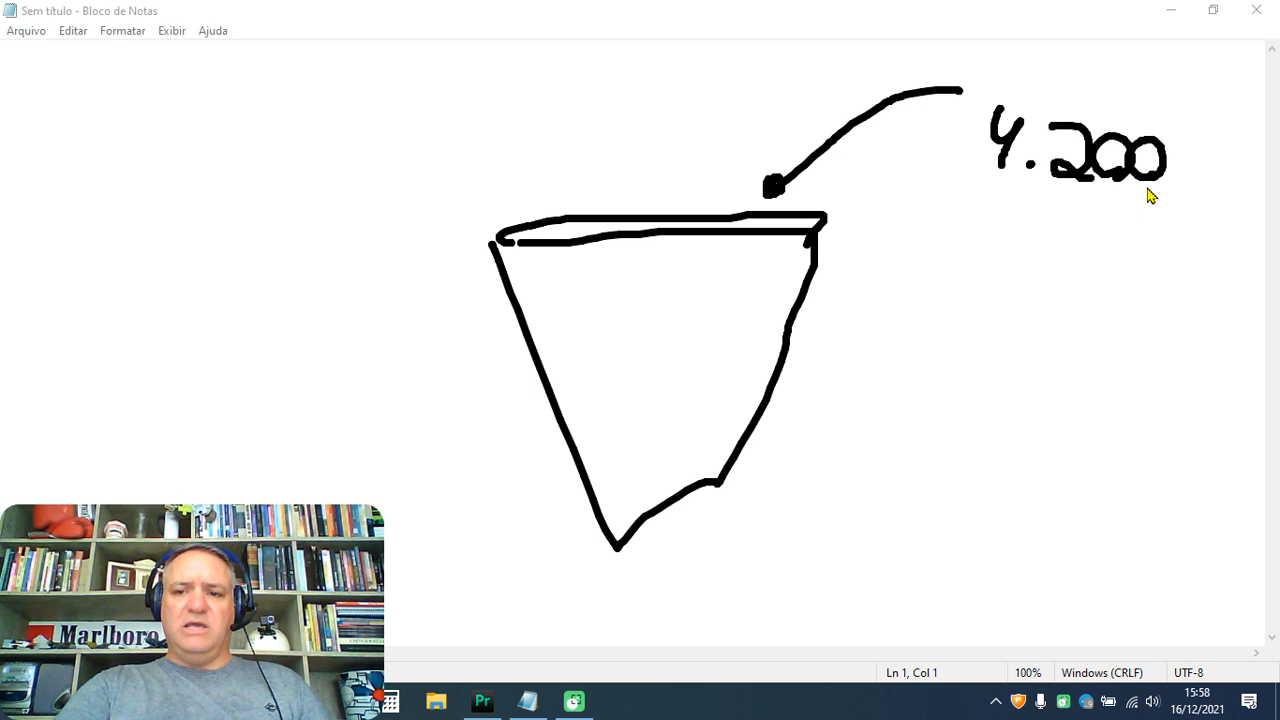 Sem título - Bloco de Notas
Arquivo Editar Formatar Exibir Ajuda
4.200
Marlboro
Ln 1, Col 1 100% Windows (CRLF) UTF-8
Pr
15:58
16/12/2021